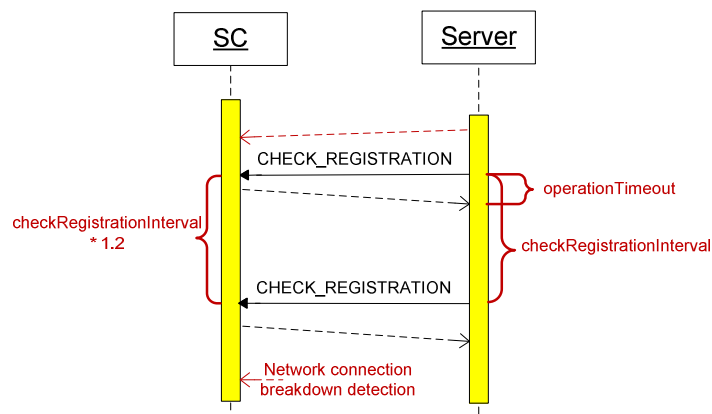 SC
Server
CHECK_REGISTRATION
operationTimeout
checkRegistrationInterval
* 1.2
checkRegistrationInterval
CHECK_REGISTRATION
Network connection
breakdown detection